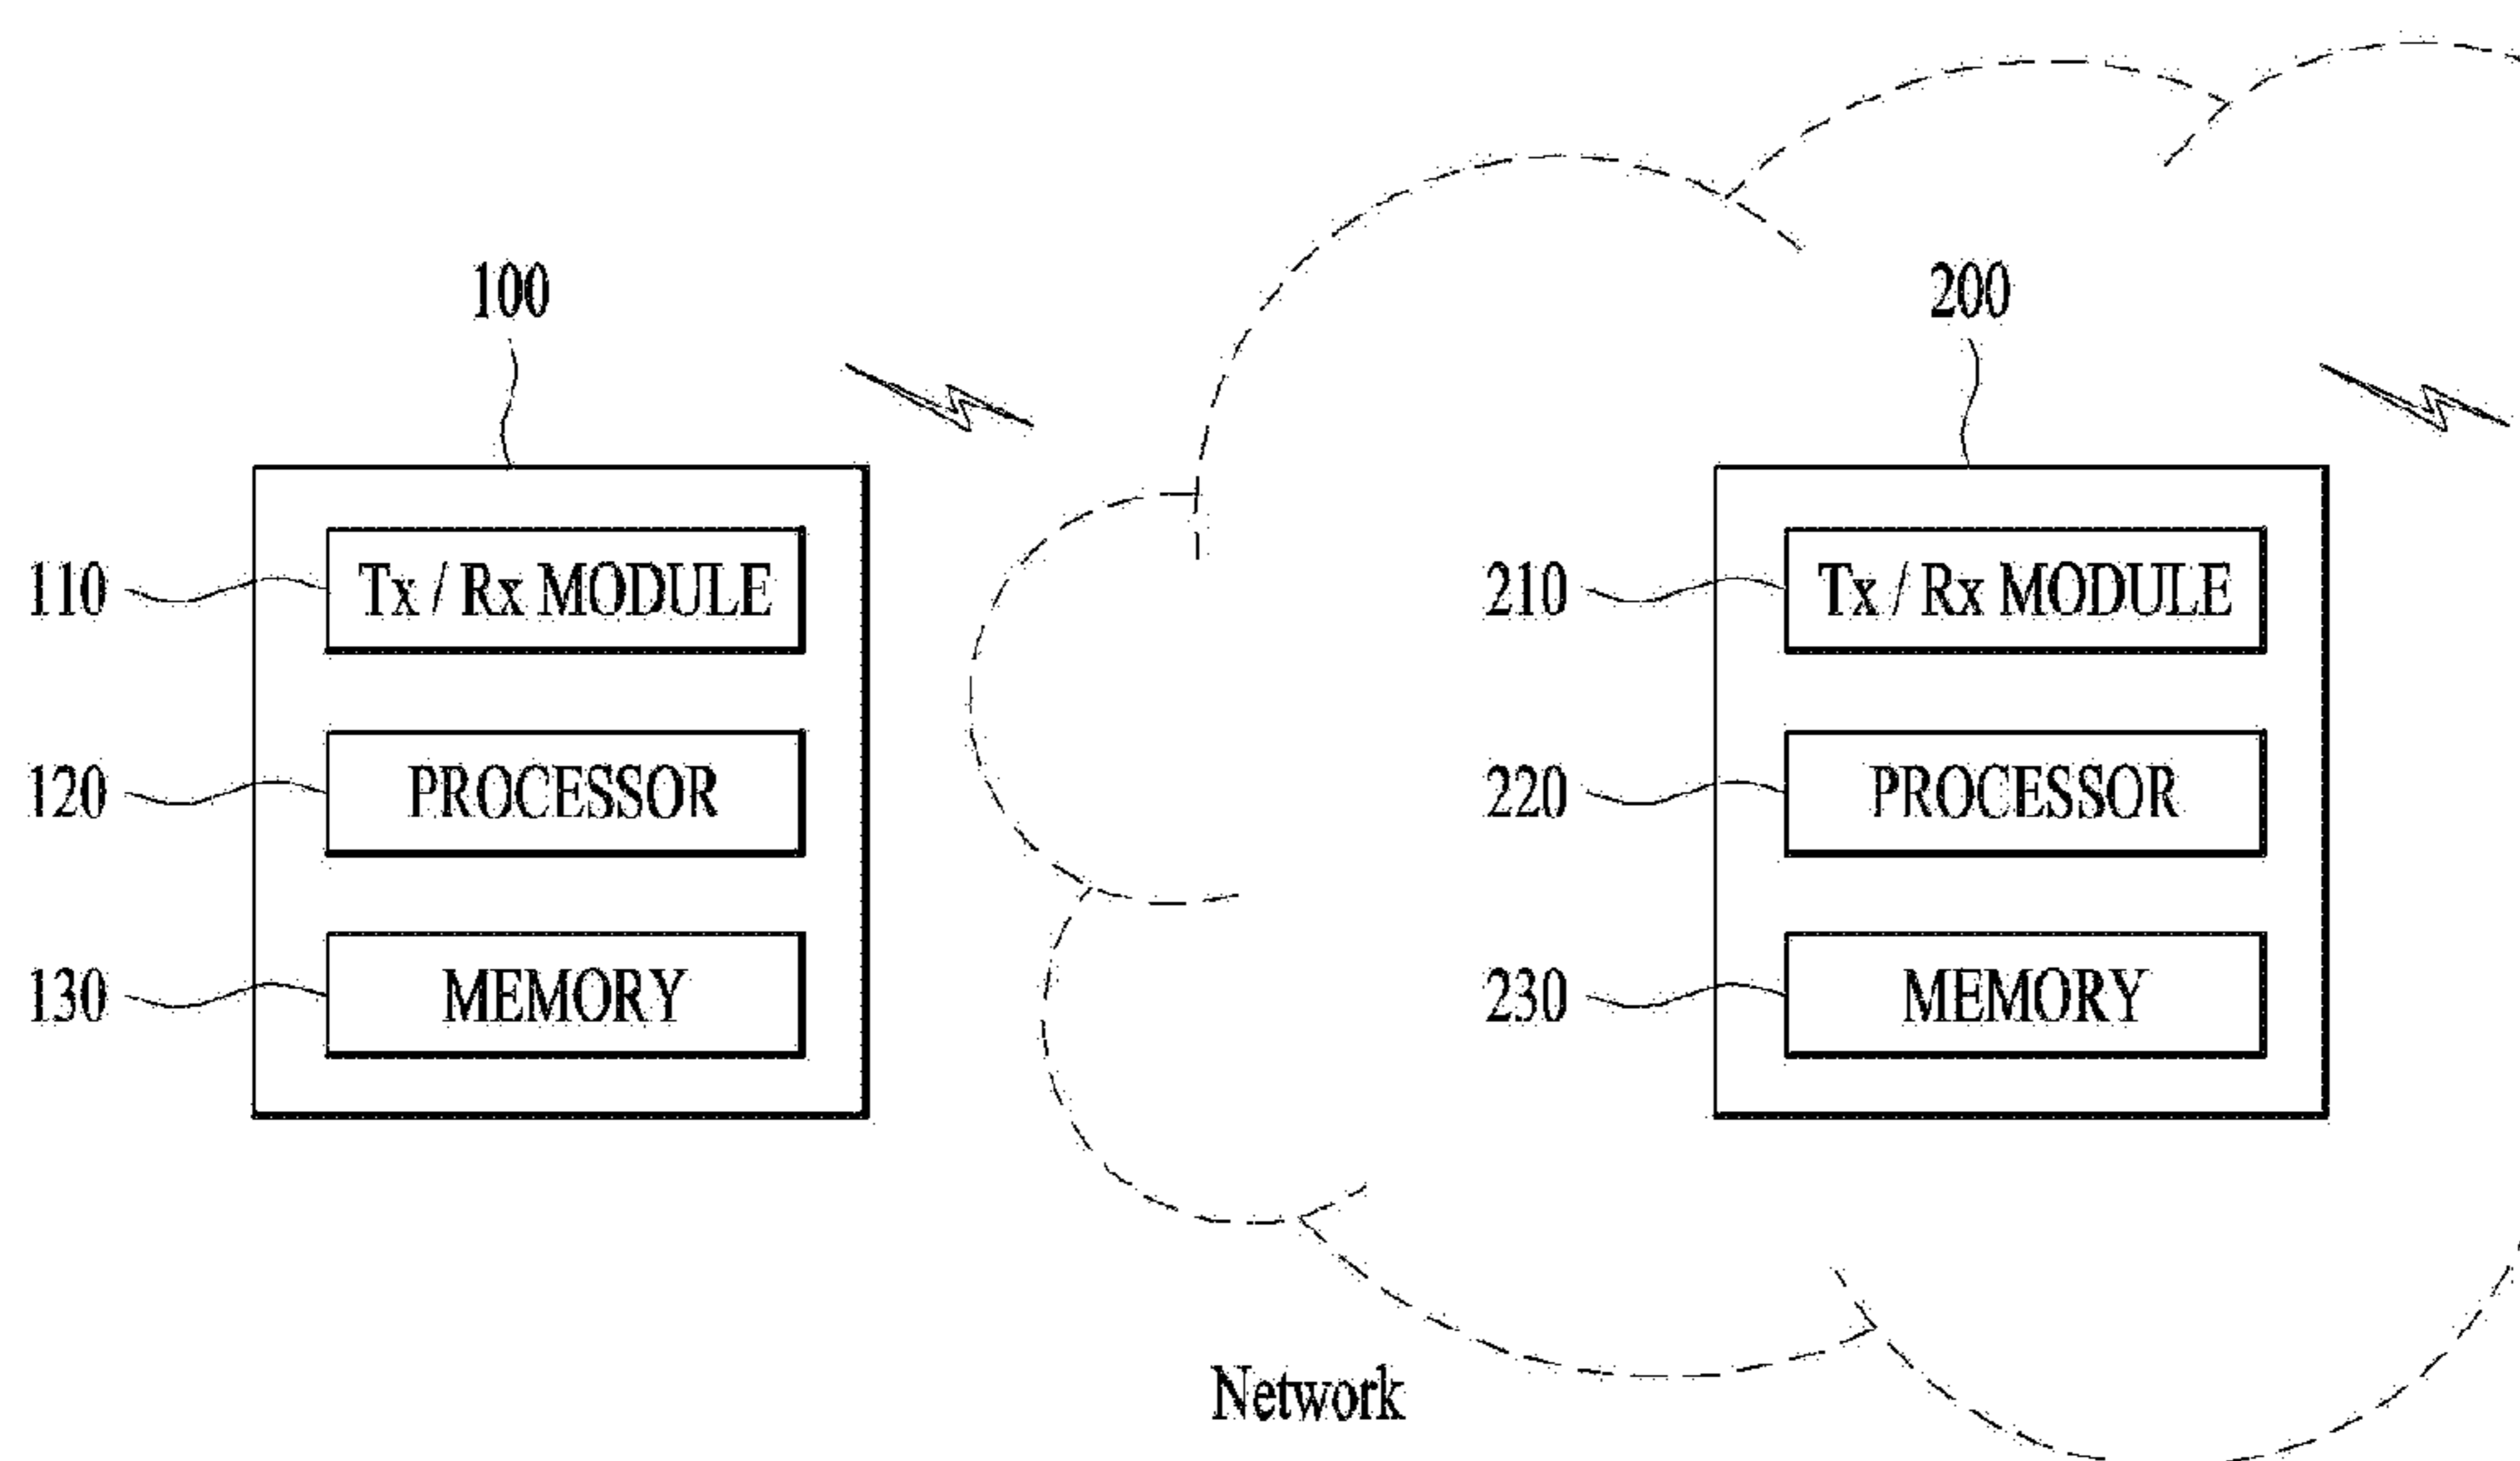 100
200
110
Tx / Rx MODULE
210
Tx / Rx MODULE
120
PROCESSOR
220
PROCESSOR
130
MEMORY
230
MEMORY
Network